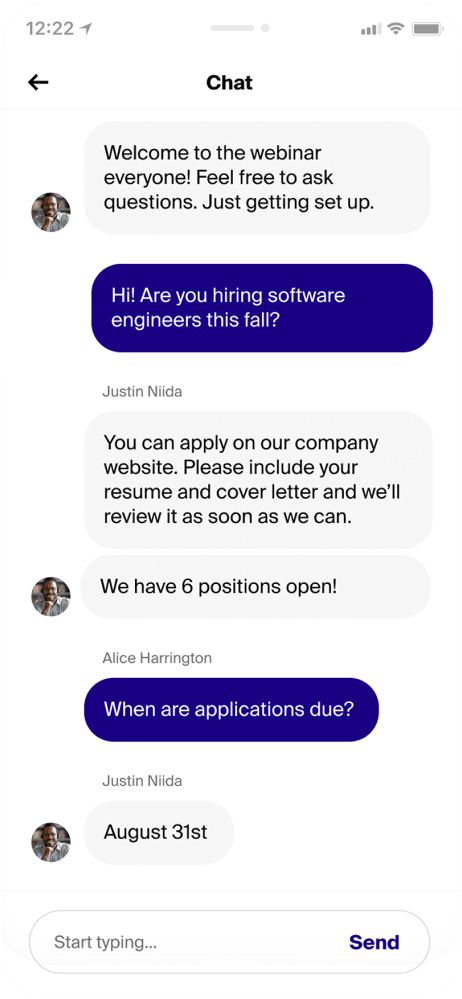 12:22
Chat
Welcome to the webinar
everyone! Feel free to ask
questions. Just getting set up.
Hi! Are you hiring software
engineers this fall?
Justin Niida
You can apply on our company
website. Please include your
resume and cover letter and we’ll
review it as soon as we can.
We have 6 positions open!
Alice Harrington
When are applications due?
Justin Niida
August 31st
Start typing...
Send